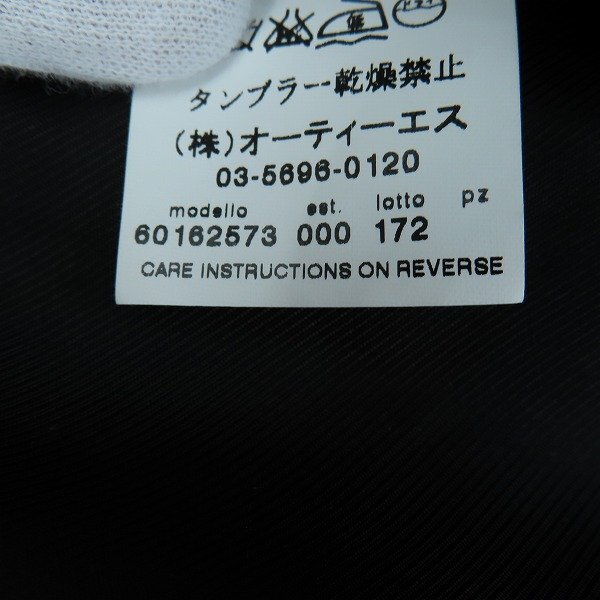 タンブラー乾燥禁止
(株)オーティーエス
03-5696-0120
modello est. lotto pz
60162573 000 172
CARE INSTRUCTIONS ON REVERSE